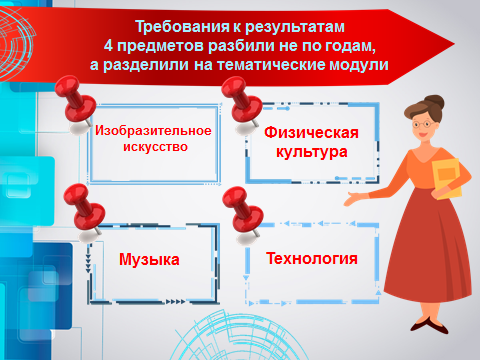 Требования к результатам
4 предметов разбили не по годам,
а разделили на тематические модули
Изобразительное
искусство
Физическая
культура
Музыка
Технология